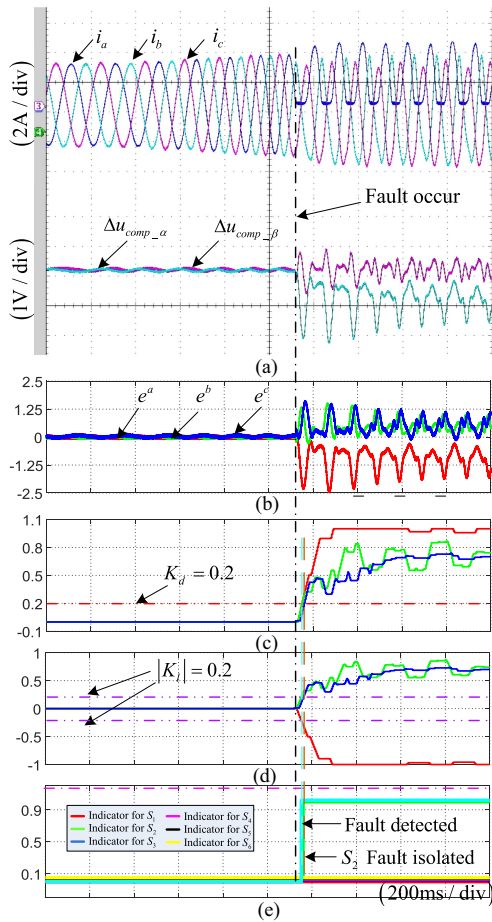 i_a i_b i_c
(2A / div)
3
4
Fault occur
Δu_comp_α Δu_comp_β
(1V / div)
(a)
2.5
1.25
0
-1.25
-2.5
e^a e^b e^c
(b)
1.1
0.8
0.5
0.2
-0.1
K_d = 0.2
(c)
1
0.5
0
-0.5
-1
|K_i| = 0.2
(d)
0.9
0.5
0.1
Indicator for S_1 Indicator for S_4
Indicator for S_2 Indicator for S_5
Indicator for S_3 Indicator for S_6
Fault detected
S_2 Fault isolated
(200ms / div)
(e)